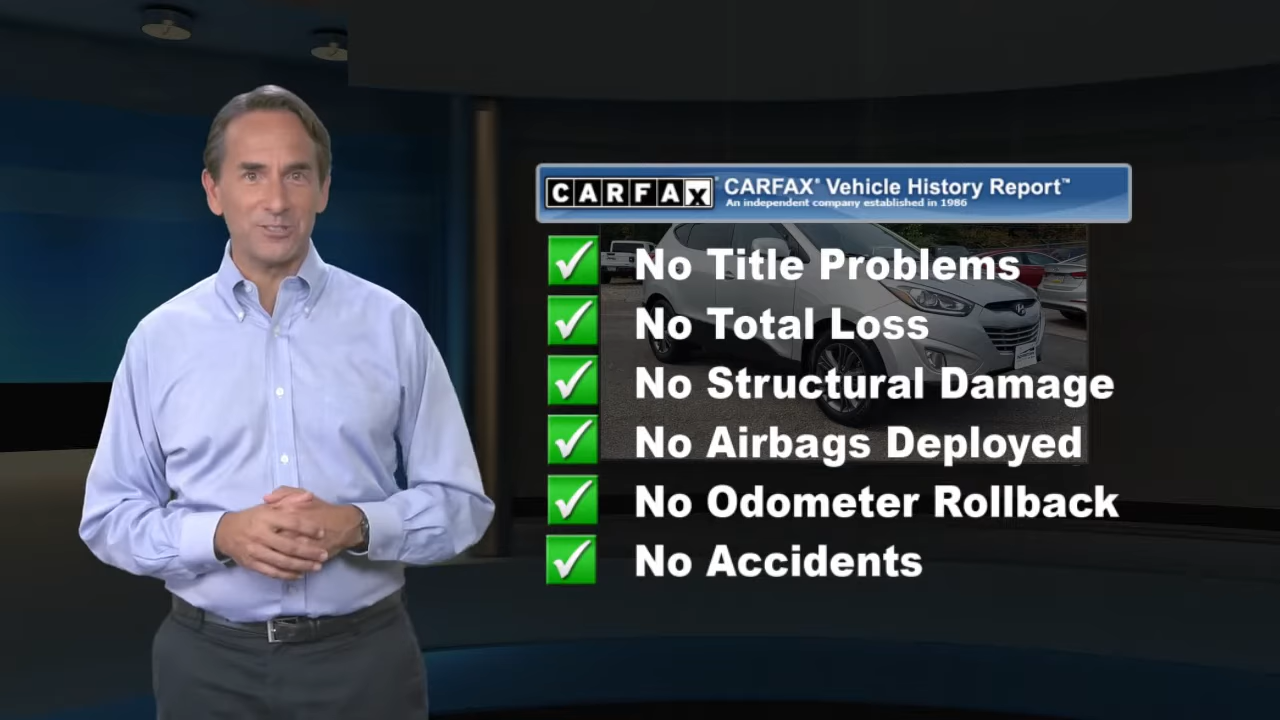 CARFAX® CARFAX® Vehicle History Report™
An independent company established in 1986
No Title Problems
No Total Loss
No Structural Damage
No Airbags Deployed
No Odometer Rollback
No Accidents